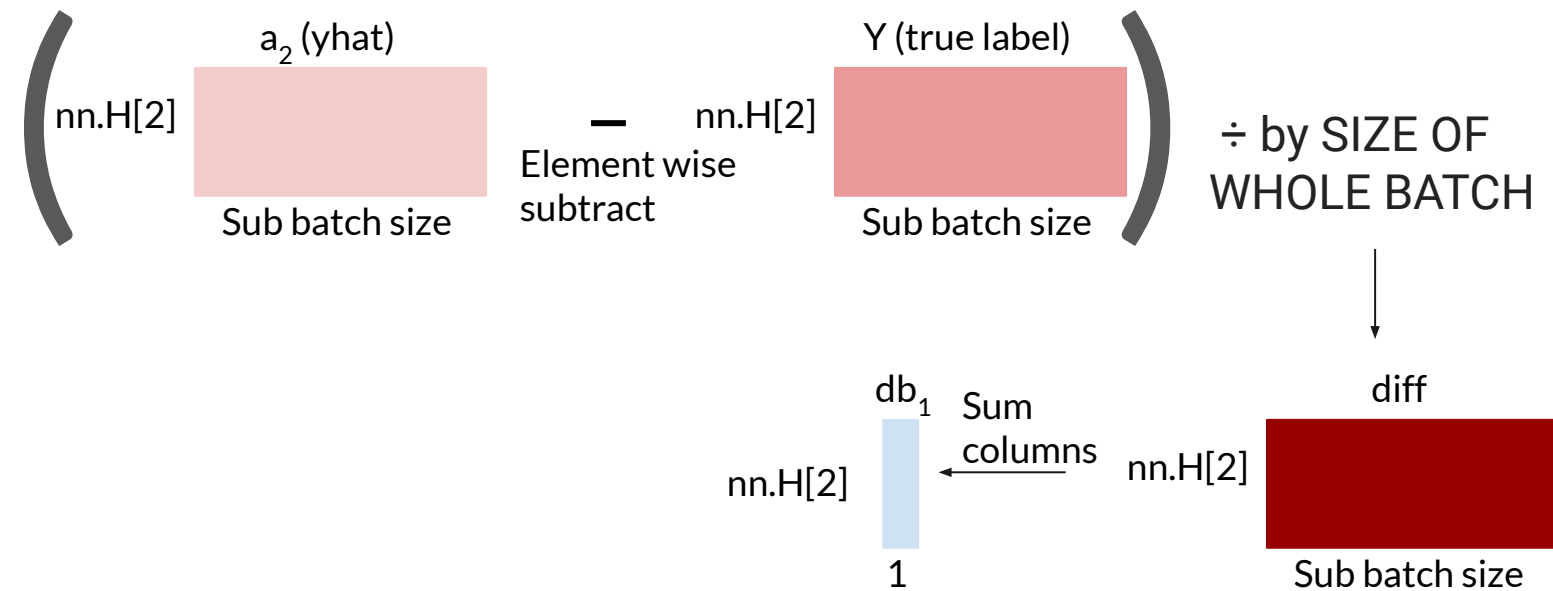 a₂ (yhat)
Y (true label)
nn.H[2]
–
nn.H[2]
÷ by SIZE OF
WHOLE BATCH
Element wise
subtract
Sub batch size
Sub batch size
db₁
Sum
columns
diff
nn.H[2]
nn.H[2]
1
Sub batch size